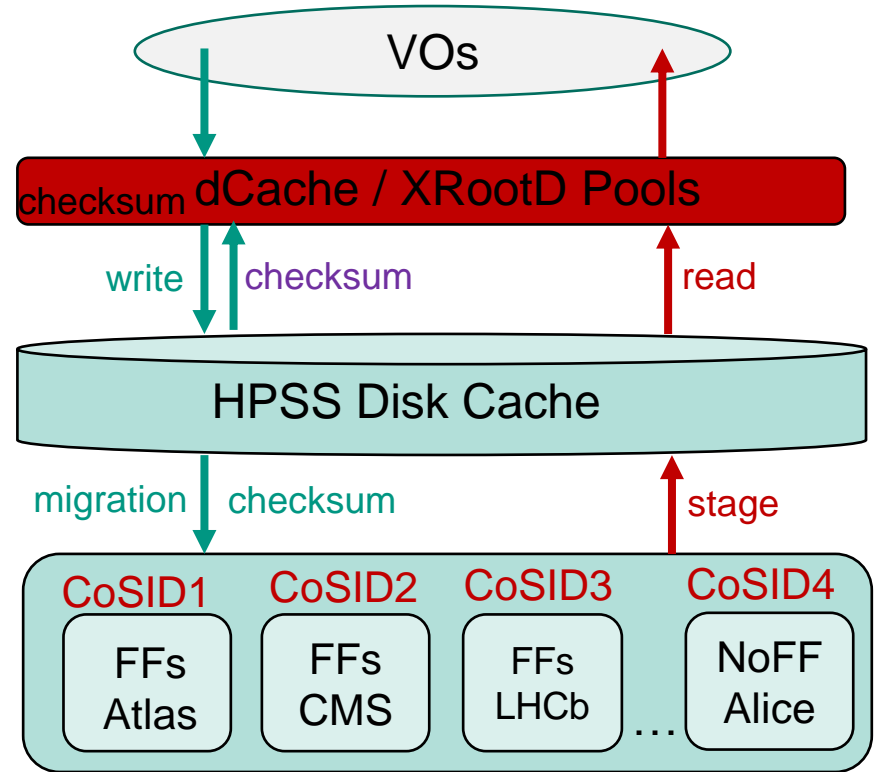 VOs
checksum dCache / XRootD Pools
write checksum read
HPSS Disk Cache
migration checksum stage
CoSID1 CoSID2 CoSID3 CoSID4
FFs
Atlas
FFs
CMS
FFs
LHCb
...
NoFF
Alice